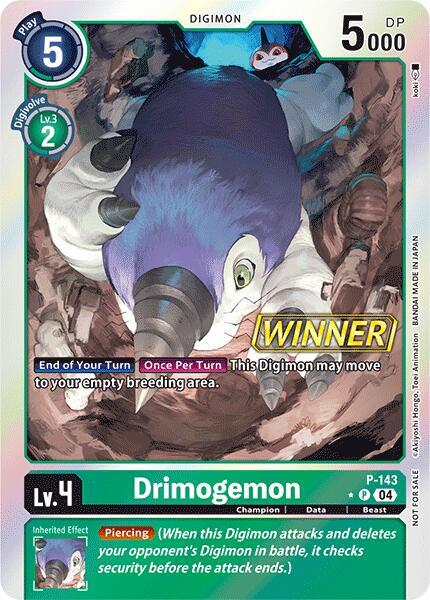 Play
5
DIGIMON
DP
5000
Digivolve
Lv.3
2
koki
WINNER
End of Your Turn Once Per Turn This Digimon may move
to your empty breeding area.
©Akiyoshi Hongo, Toei Animation BANDAI MADE IN JAPAN
NOT FOR SALE
Lv.4
Drimogemon
P-143
P 04
Champion | Data | Beast
Inherited Effect
Piercing (When this Digimon attacks and deletes
your opponent's Digimon in battle, it checks
security before the attack ends.)